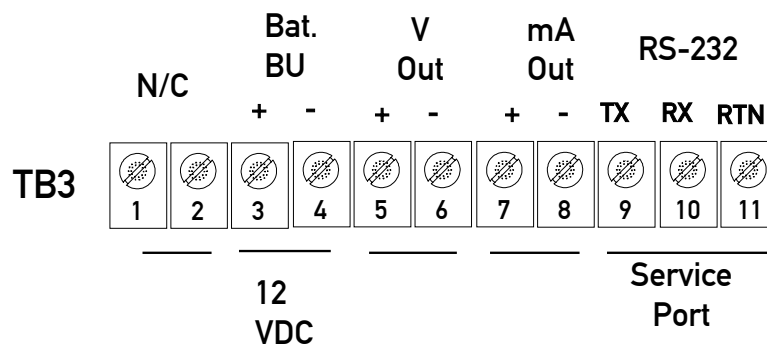 Bat. V mA
BU Out Out RS-232
N/C
+ - + - + - TX RX RTN
TB3
1 2 3 4 5 6 7 8 9 10 11
12
VDC
Service
Port